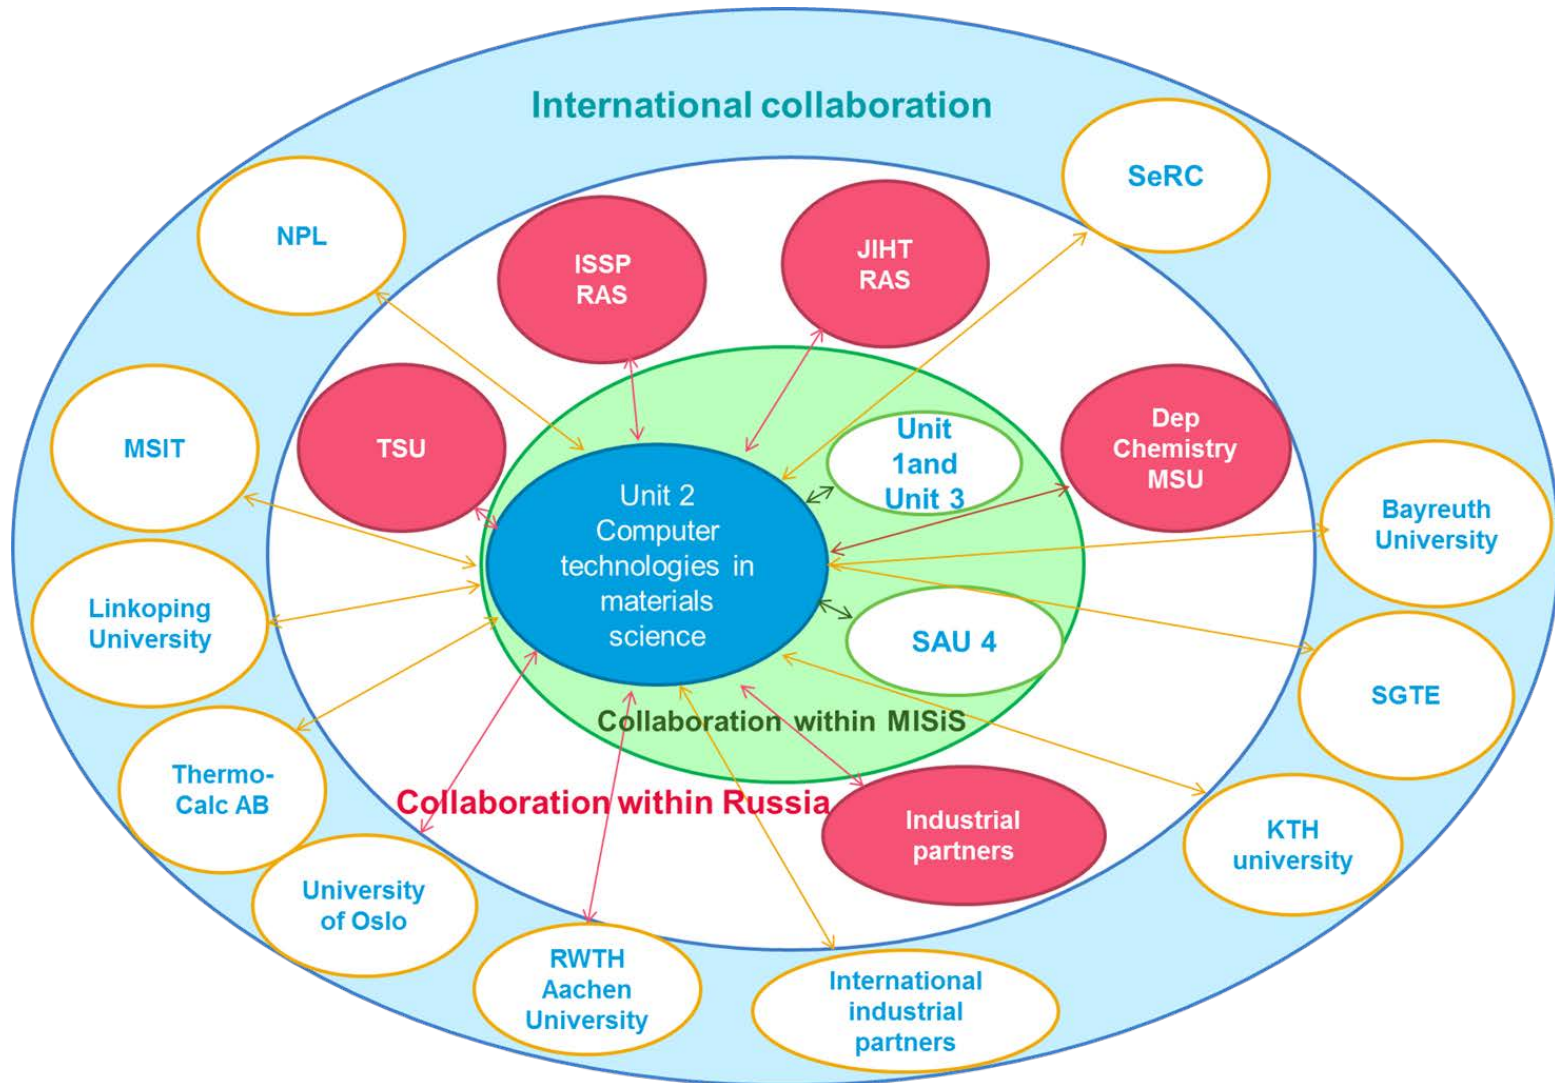 International collaboration
SeRC
NPL
ISSP
RAS
JIHT
RAS
MSIT
TSU
Unit
1and
Unit 3
Dep
Chemistry
MSU
Unit 2
Computer
technologies in
materials
science
Bayreuth
University
Linkoping
University
SAU 4
SGTE
Collaboration within MISiS
Thermo-
Calc AB
Collaboration within Russia
Industrial
partners
KTH
university
University
of Oslo
RWTH
Aachen
University
International
industrial
partners